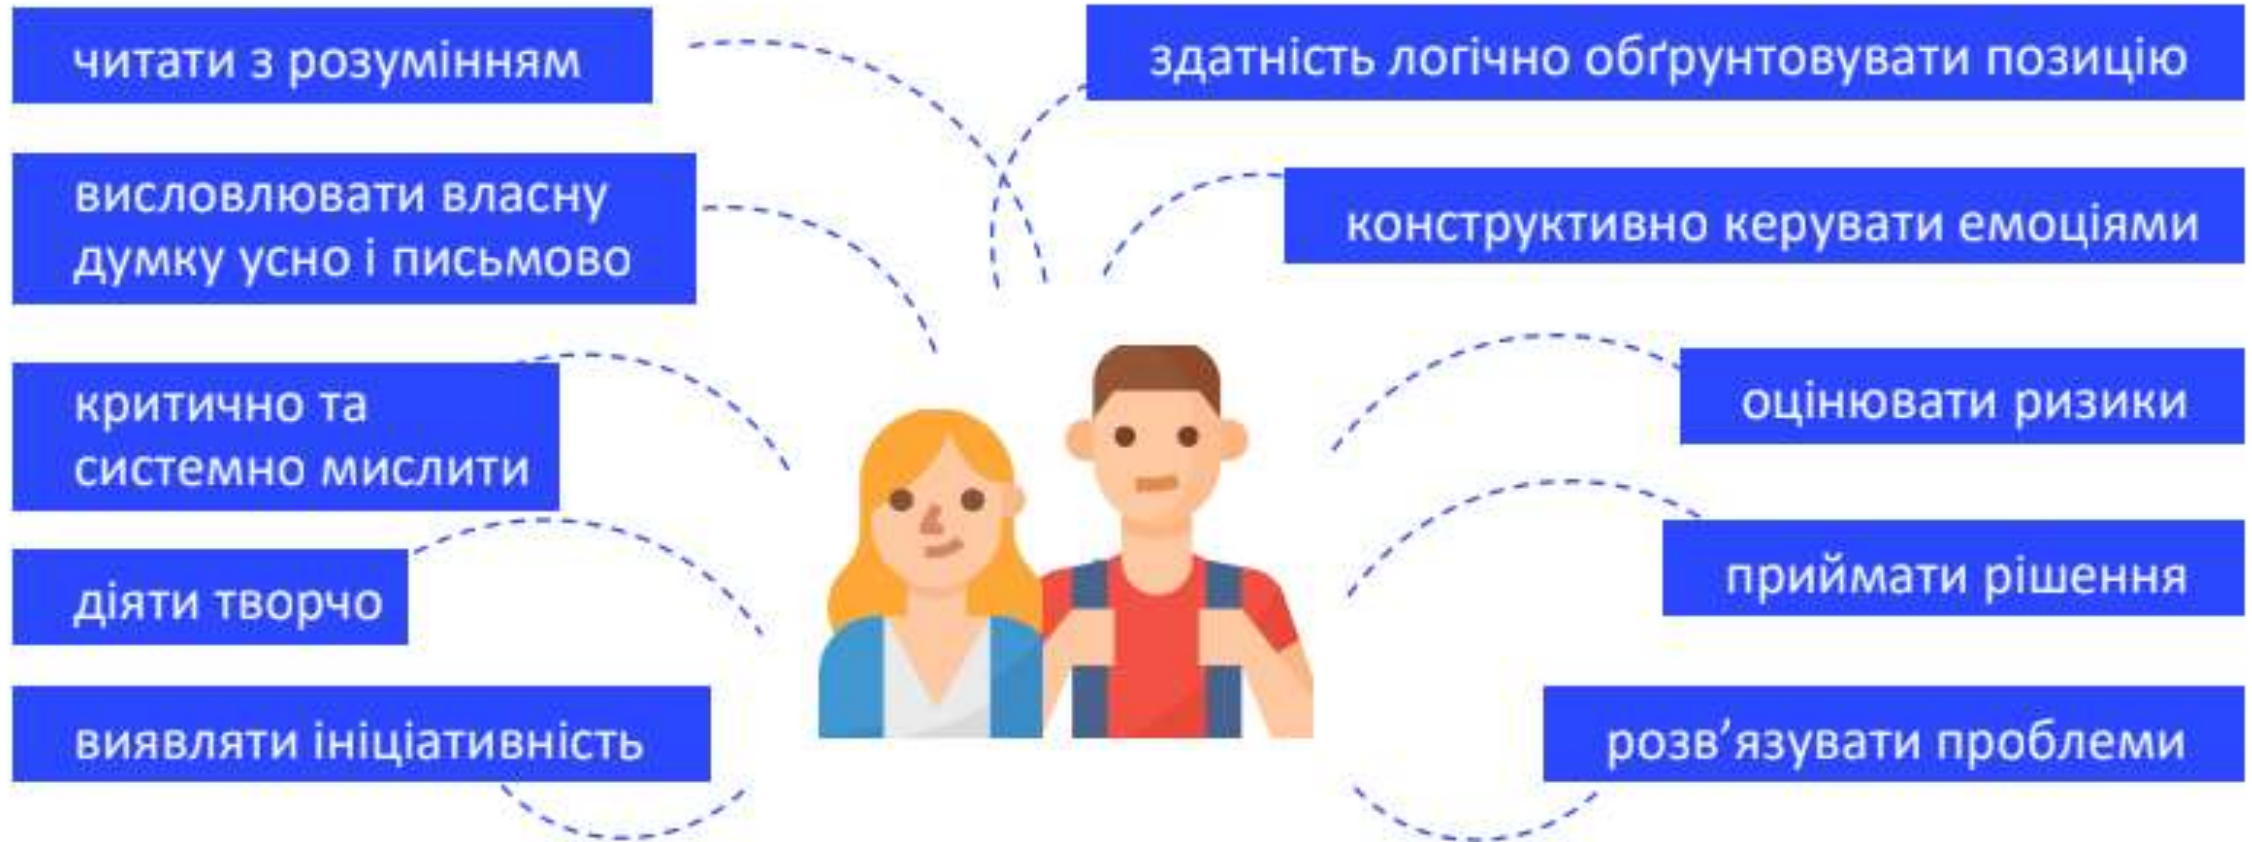 читати з розумінням
висловлювати власну
думку усно і письмово
критично та
системно мислити
діяти творчо
виявляти ініціативність
здатність логічно обґрунтовувати позицію
конструктивно керувати емоціями
оцінювати ризики
приймати рішення
розв’язувати проблеми